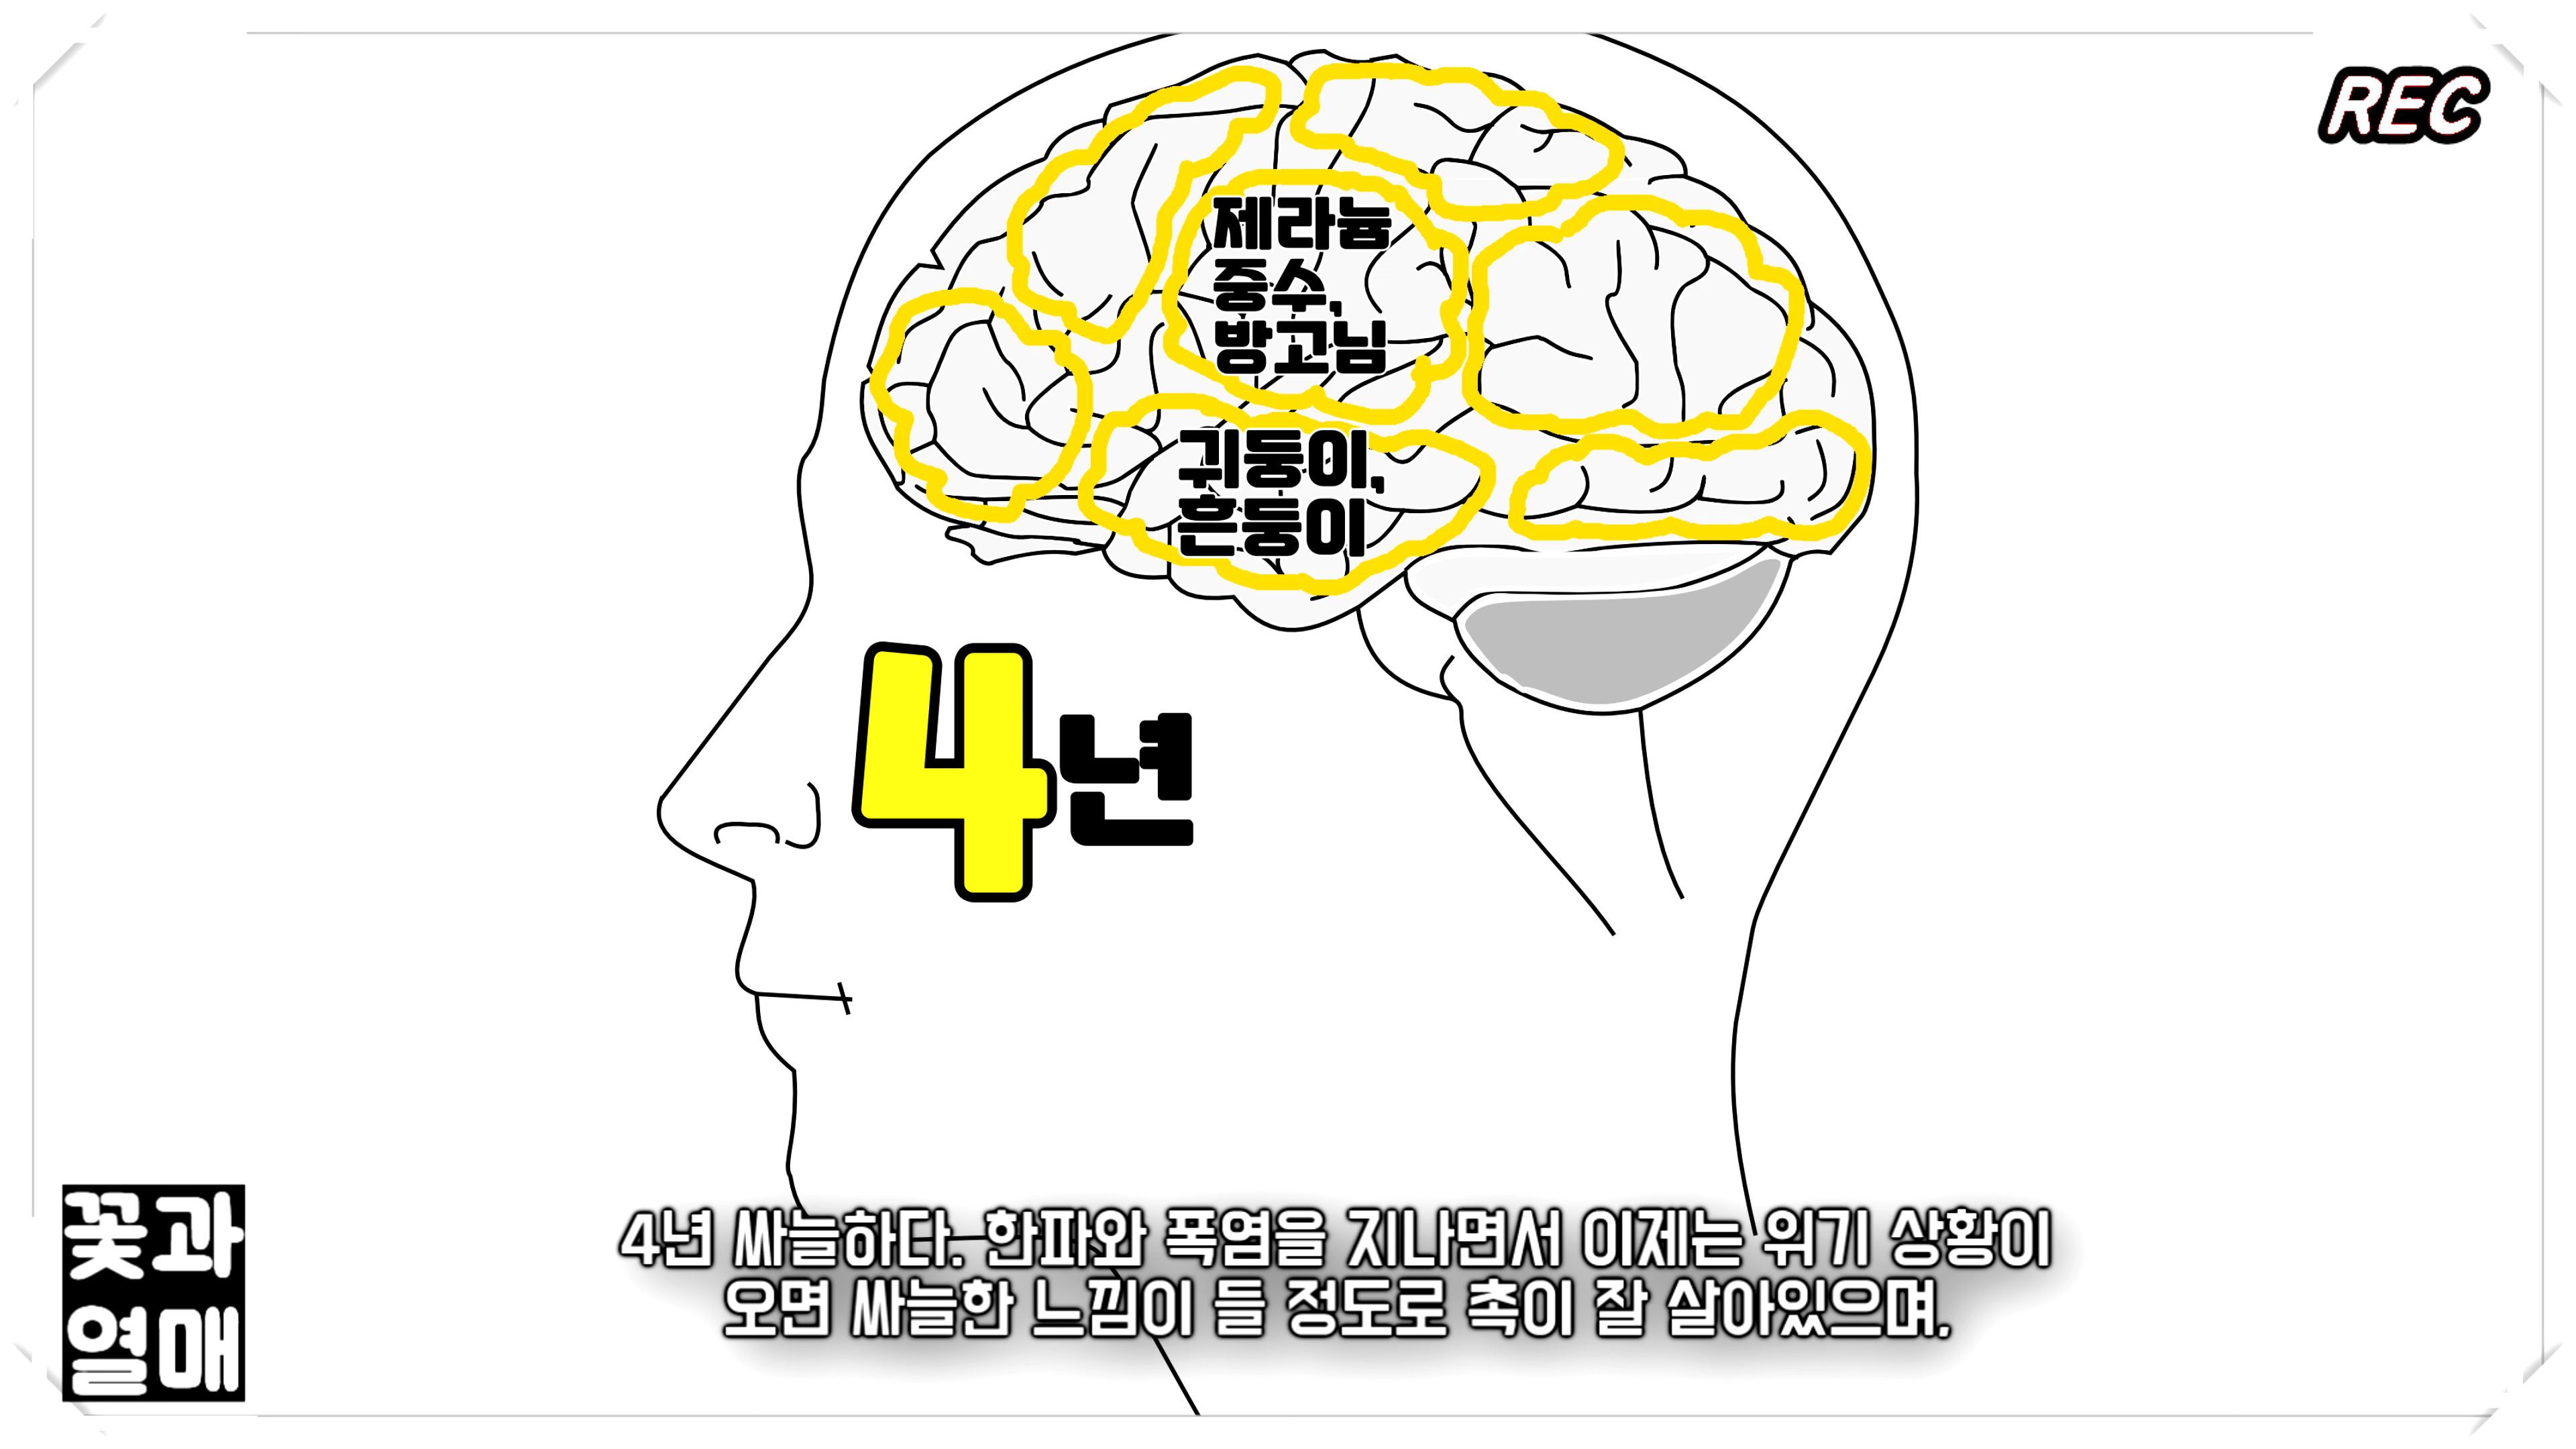 REC
제라늄
중수,
방고님
귀둥이,
흔둥이
4년
꽃과
열매
4년 싸늘하다. 한파와 폭염을 지나면서 이제는 위기 상황이
오면 싸늘한 느낌이 들 정도로 촉이 잘 살아있으며,